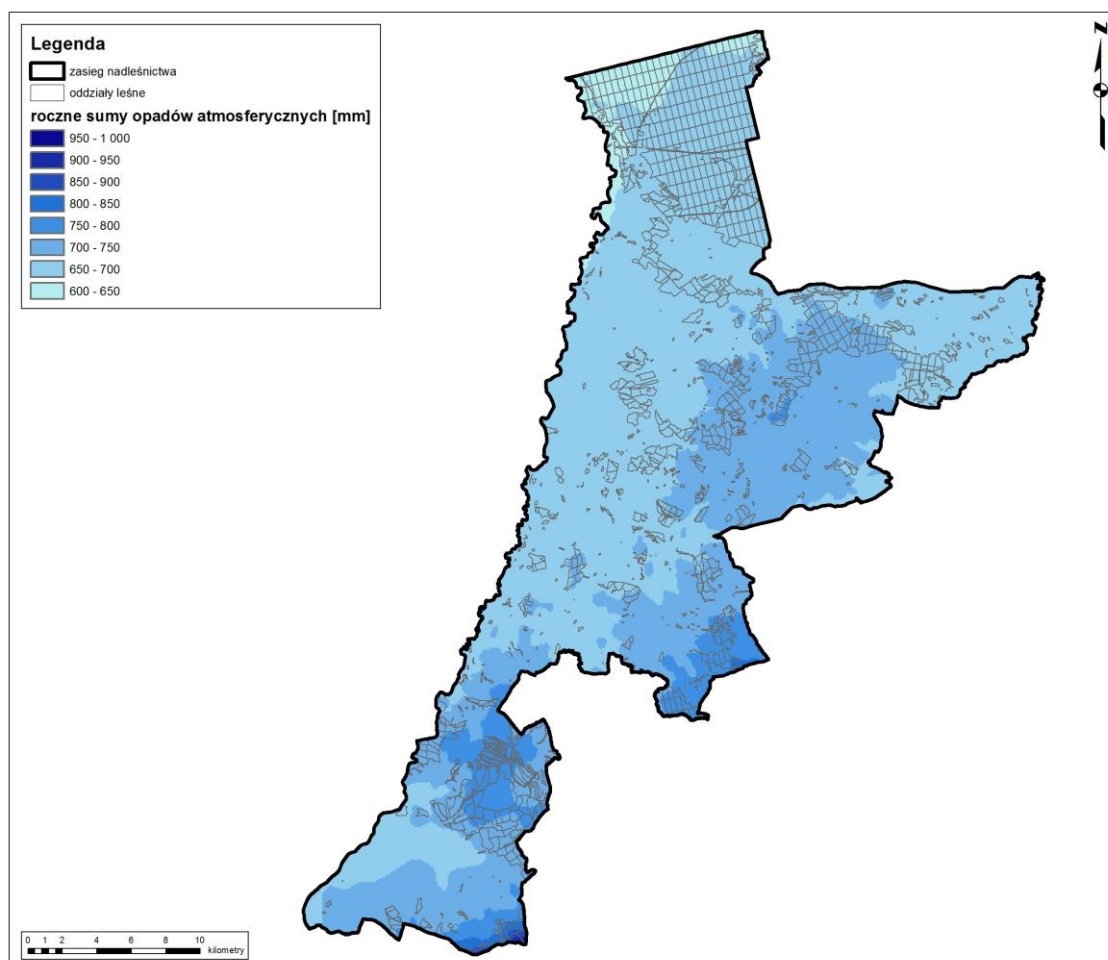 Legenda
zasięg nadleśnictwa
oddziały leśne
roczne sumy opadów atmosferycznych [mm]
950 - 1 000
900 - 950
850 - 900
800 - 850
750 - 800
700 - 750
650 - 700
600 - 650
N
0 1 2 4 6 8 10
kilometry